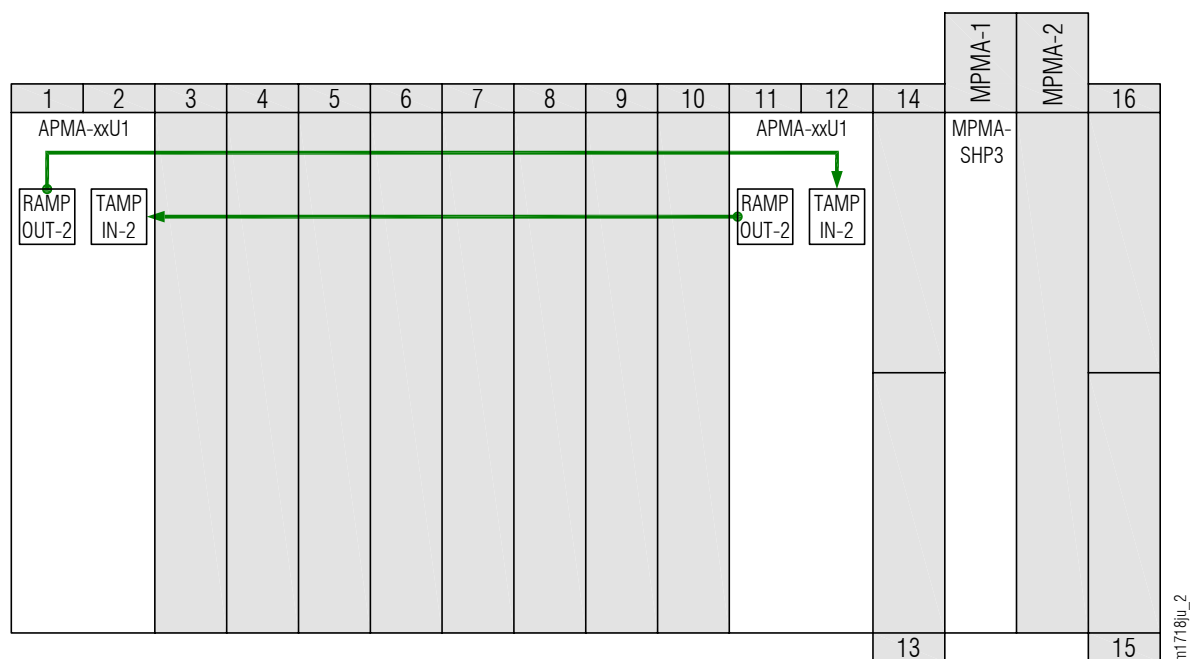 MPMA-1
MPMA-2
1 2 3 4 5 6 7 8 9 10 11 12 14 16
APMA-xxU1
APMA-xxU1
MPMA-
SHP3
RAMP
OUT-2
TAMP
IN-2
RAMP
OUT-2
TAMP
IN-2
13 15
m1718ju_2